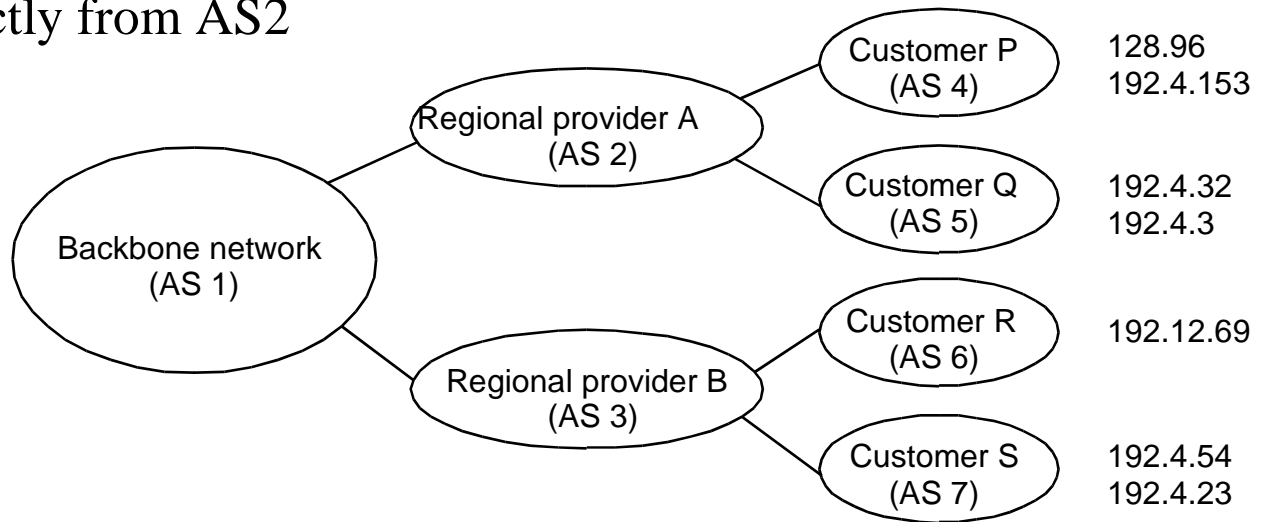 ctly from AS2
Customer P
(AS 4)
128.96
192.4.153
Regional provider A
(AS 2)
Customer Q
(AS 5)
192.4.32
192.4.3
Backbone network
(AS 1)
Customer R
(AS 6)
192.12.69
Regional provider B
(AS 3)
Customer S
(AS 7)
192.4.54
192.4.23